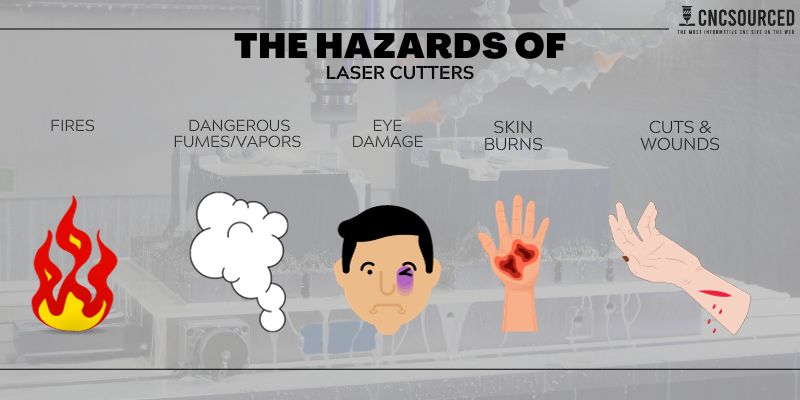 CNCSOURCED
THE MOST INFORMATIVE CNC SITE ON THE WEB
THE HAZARDS OF
LASER CUTTERS
FIRES
DANGEROUS
FUMES/VAPORS
EYE
DAMAGE
SKIN
BURNS
CUTS &
WOUNDS